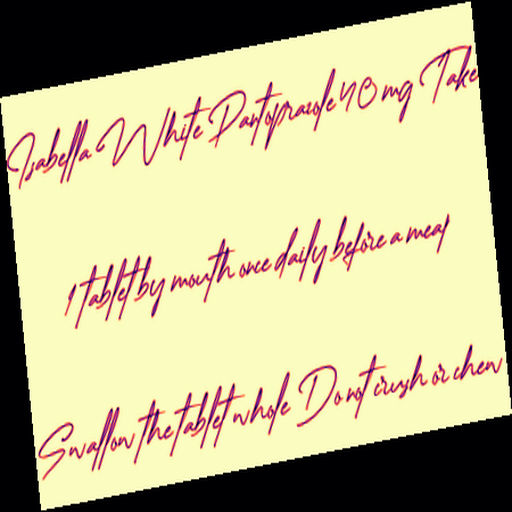 Isabella White Pantoprazole 40 mg Take
1 tablet by mouth once daily before a meal
Swallow the tablet whole Do not crush or chew